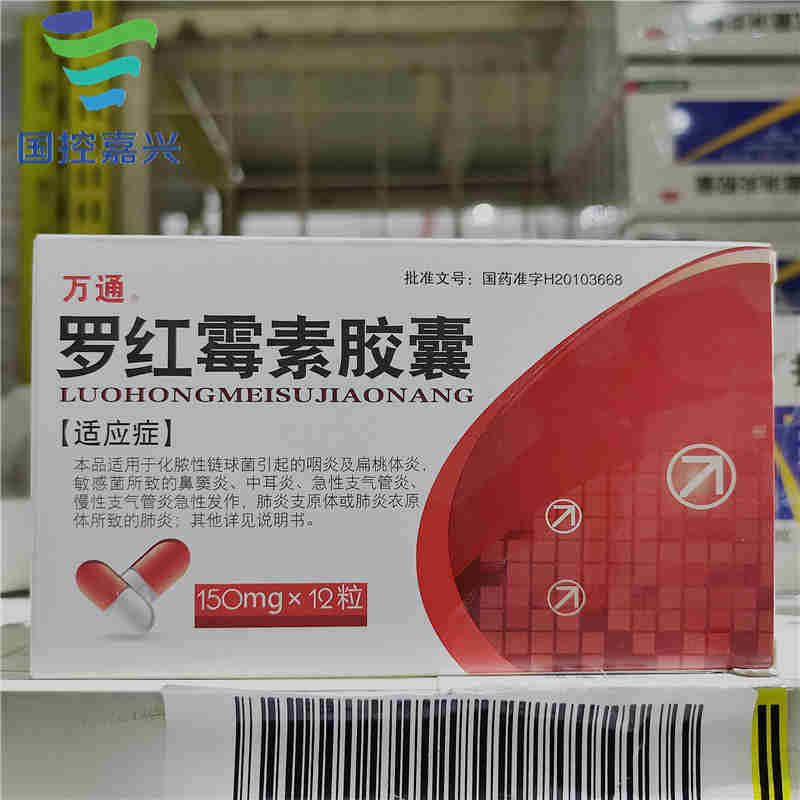 国控嘉兴
万通
批准文号：国药准字H20103668
罗红霉素胶囊
LUOHONGMEISUJIAONANG
【适应症】
本品适用于化脓性链球菌引起的咽炎及扁桃体炎，
敏感菌所致的鼻窦炎、中耳炎、急性支气管炎、
慢性支气管炎急性发作，肺炎支原体或肺炎衣原
体所致的肺炎；其他详见说明书。
150mg×12粒